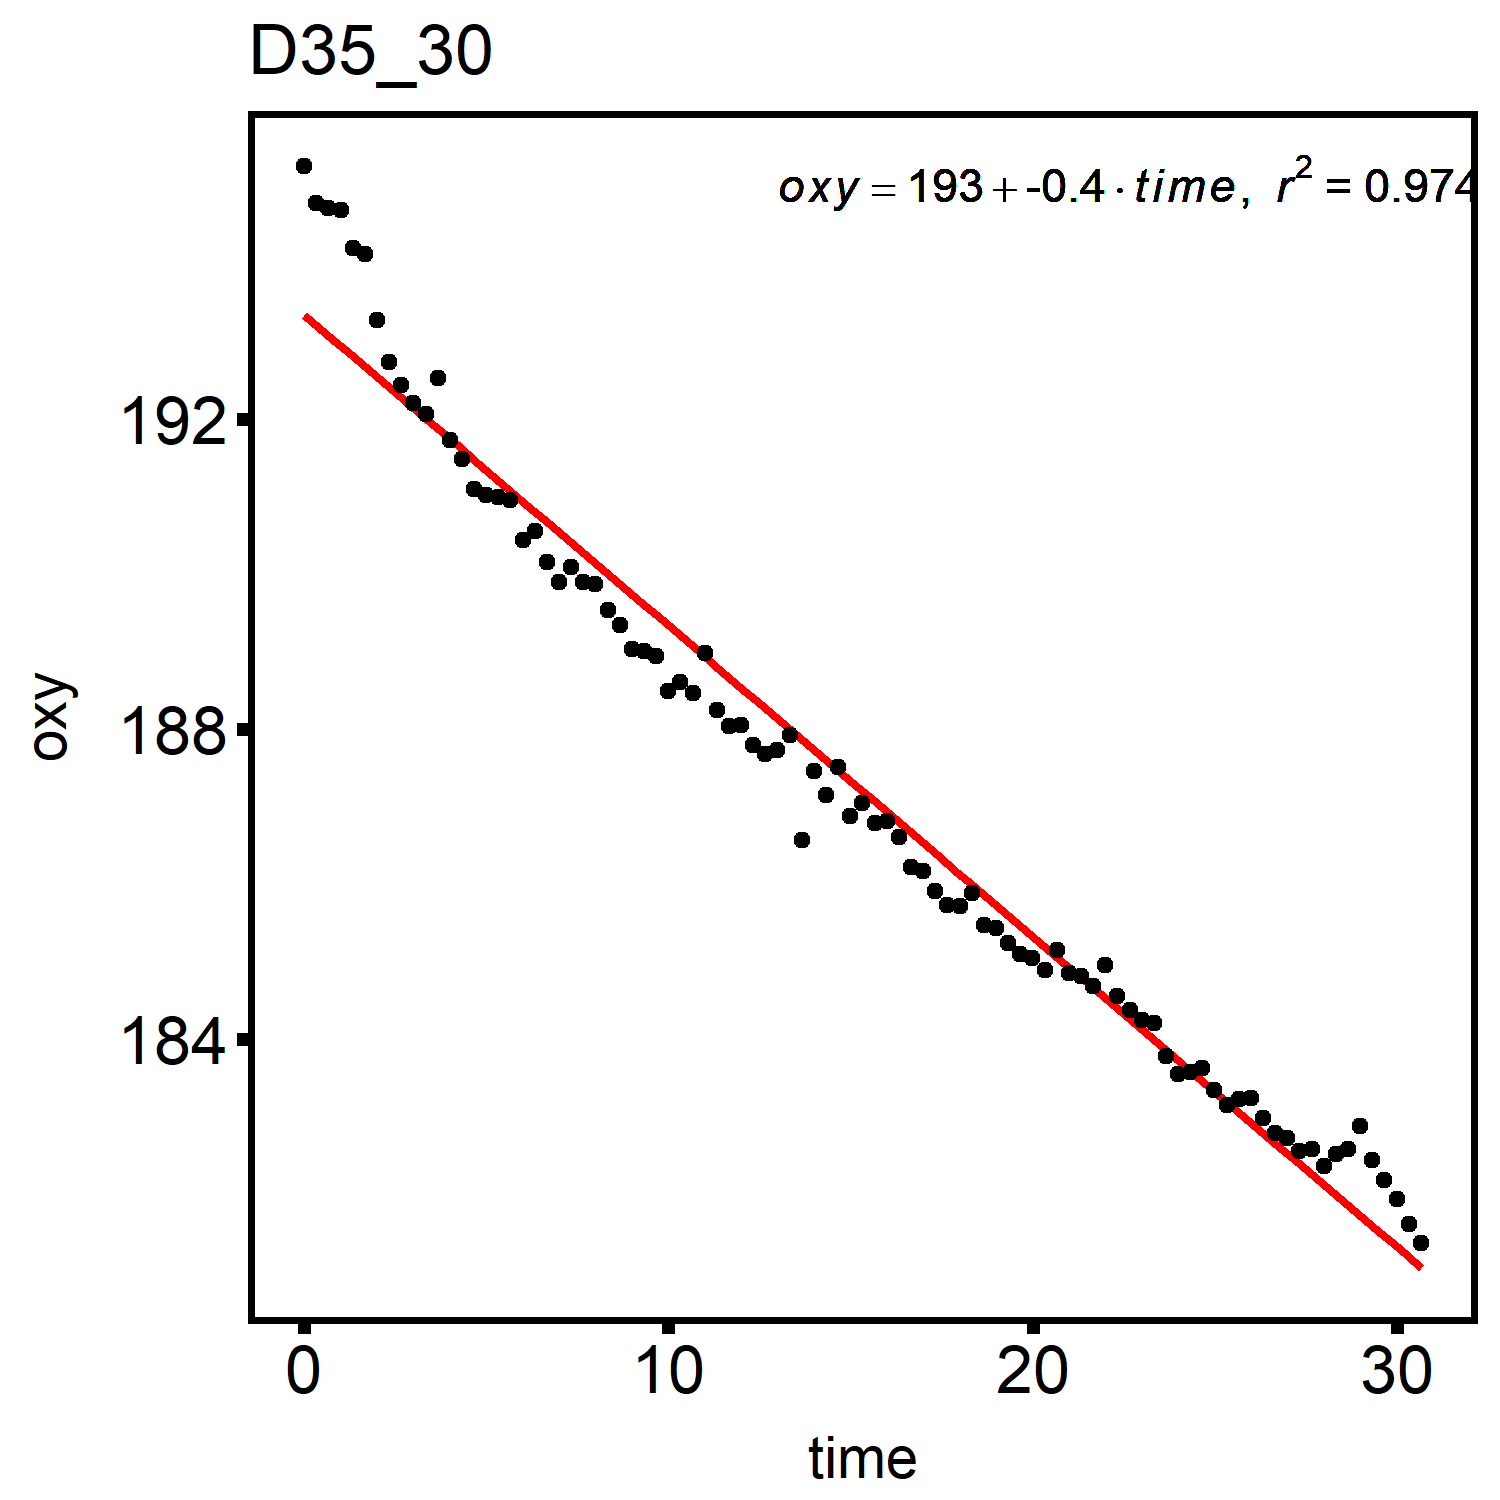 D35_30
oxy = 193 + -0.4 · time, r² = 0.974
192
188
184
oxy
0 10 20 30
time